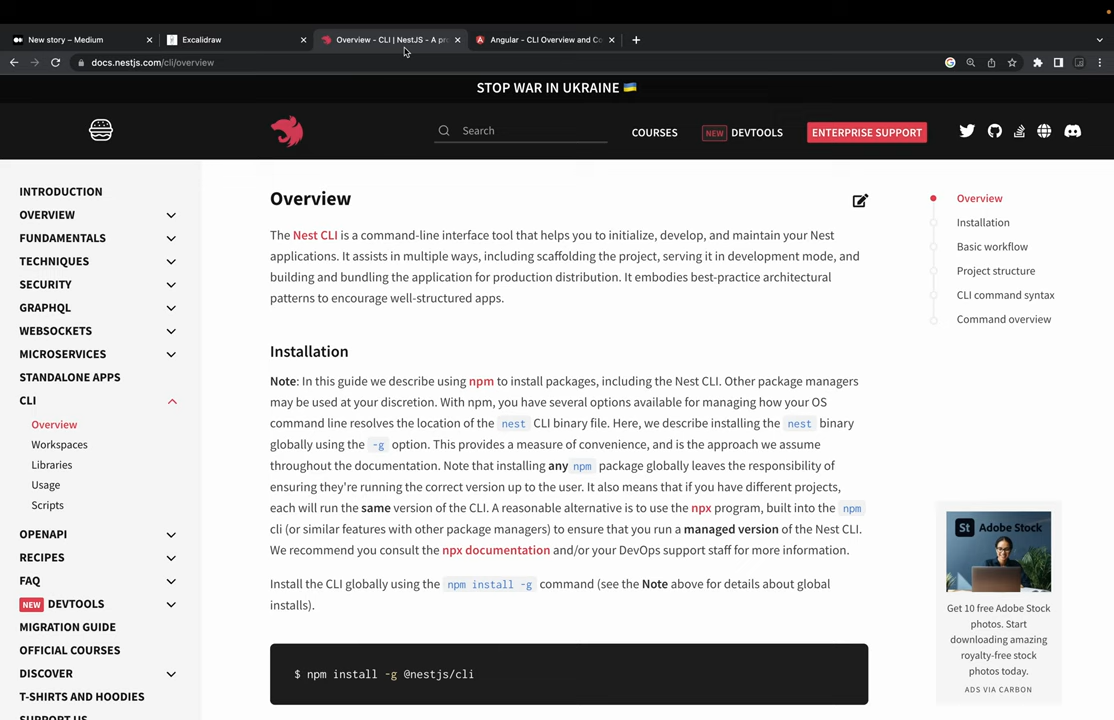 New story – Medium
Excalidraw
Overview - CLI | NestJS - A pr
Angular - CLI Overview and Co
docs.nestjs.com/cli/overview
STOP WAR IN UKRAINE 🇺🇦
Search
COURSES
NEW DEVTOOLS
ENTERPRISE SUPPORT
INTRODUCTION
OVERVIEW
FUNDAMENTALS
TECHNIQUES
SECURITY
GRAPHQL
WEBSOCKETS
MICROSERVICES
STANDALONE APPS
CLI
Overview
Workspaces
Libraries
Usage
Scripts
OPENAPI
RECIPES
FAQ
NEW DEVTOOLS
MIGRATION GUIDE
OFFICIAL COURSES
DISCOVER
T-SHIRTS AND HOODIES
SUPPORT US
Overview
The Nest CLI is a command-line interface tool that helps you to initialize, develop, and maintain your Nest
applications. It assists in multiple ways, including scaffolding the project, serving it in development mode, and
building and bundling the application for production distribution. It embodies best-practice architectural
patterns to encourage well-structured apps.
Installation
Note: In this guide we describe using npm to install packages, including the Nest CLI. Other package managers
may be used at your discretion. With npm, you have several options available for managing how your OS
command line resolves the location of the nest CLI binary file. Here, we describe installing the nest binary
globally using the -g option. This provides a measure of convenience, and is the approach we assume
throughout the documentation. Note that installing any npm package globally leaves the responsibility of
ensuring they're running the correct version up to the user. It also means that if you have different projects,
each will run the same version of the CLI. A reasonable alternative is to use the npx program, built into the npm
cli (or similar features with other package managers) to ensure that you run a managed version of the Nest CLI.
We recommend you consult the npx documentation and/or your DevOps support staff for more information.
Install the CLI globally using the npm install -g command (see the Note above for details about global
installs).
$ npm install -g @nestjs/cli
Overview
Installation
Basic workflow
Project structure
CLI command syntax
Command overview
St Adobe Stock
Get 10 free Adobe Stock
photos. Start
downloading amazing
royalty-free stock
photos today.
ADS VIA CARBON